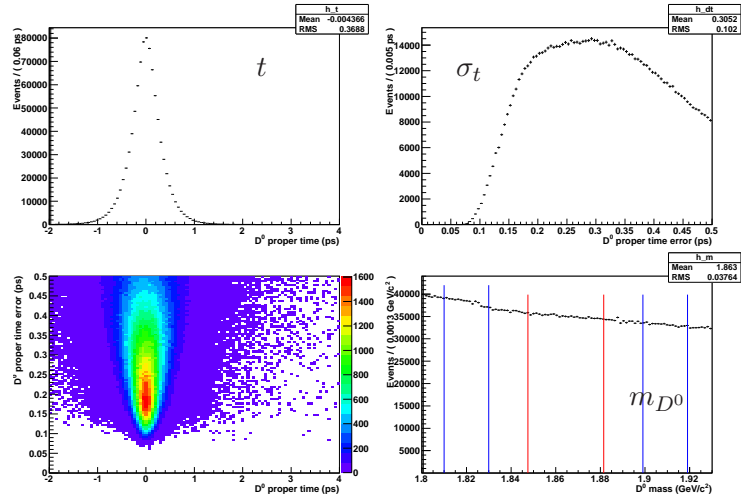 h_t
Mean -0.004366
RMS 0.3688
Events / ( 0.06 ps )
80000
70000
60000
50000
40000
30000
20000
10000
0
t
-2 -1 0 1 2 3 4
D⁰ proper time (ps)
h_dt
Mean 0.3052
RMS 0.102
Events / ( 0.005 ps )
14000
12000
10000
8000
6000
4000
2000
0
σ_t
0 0.05 0.1 0.15 0.2 0.25 0.3 0.35 0.4 0.45 0.5
D⁰ proper time error (ps)
D⁰ proper time error (ps)
0.5
0.45
0.4
0.35
0.3
0.25
0.2
0.15
0.1
0.05
0
-2 -1 0 1 2 3 4
D⁰ proper time (ps)
1600
1400
1200
1000
800
600
400
200
0
h_m
Mean 1.863
RMS 0.03764
Events / ( 0.0013 GeV/c² )
40000
35000
30000
25000
20000
15000
10000
5000
0
m_D⁰
1.8 1.82 1.84 1.86 1.88 1.9 1.92
D⁰ mass (GeV/c²)